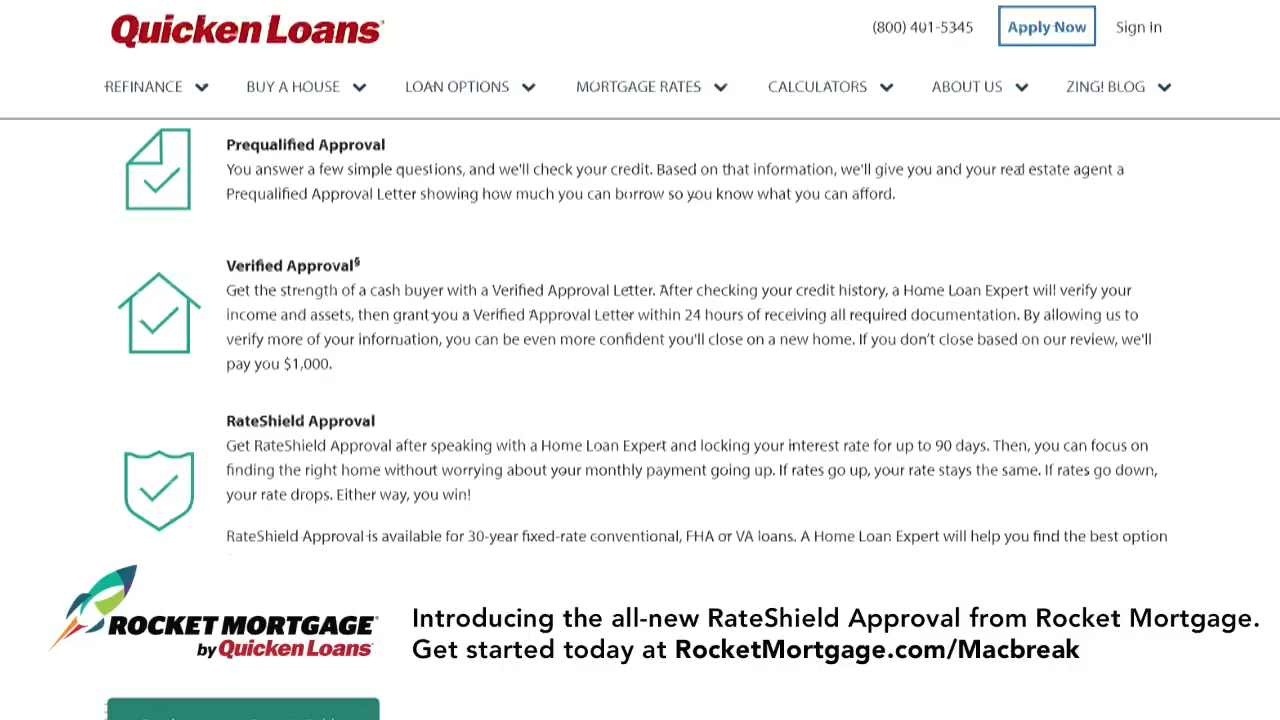 Quicken Loans
(800) 401-5345
Apply Now
Sign In
REFINANCE
BUY A HOUSE
LOAN OPTIONS
MORTGAGE RATES
CALCULATORS
ABOUT US
ZING! BLOG
Prequalified Approval
You answer a few simple questions, and we'll check your credit. Based on that information, we'll give you and your real estate agent a
Prequalified Approval Letter showing how much you can borrow so you know what you can afford.
Verified Approval§
Get the strength of a cash buyer with a Verified Approval Letter. After checking your credit history, a Home Loan Expert will verify your
income and assets, then grant you a Verified Approval Letter within 24 hours of receiving all required documentation. By allowing us to
verify more of your information, you can be even more confident you'll close on a new home. If you don't close based on our review, we'll
pay you $1,000.
RateShield Approval
Get RateShield Approval after speaking with a Home Loan Expert and locking your interest rate for up to 90 days. Then, you can focus on
finding the right home without worrying about your monthly payment going up. If rates go up, your rate stays the same. If rates go down,
your rate drops. Either way, you win!
RateShield Approval is available for 30-year fixed-rate conventional, FHA or VA loans. A Home Loan Expert will help you find the best option
ROCKET MORTGAGE
by Quicken Loans
Introducing the all-new RateShield Approval from Rocket Mortgage.
Get started today at RocketMortgage.com/Macbreak